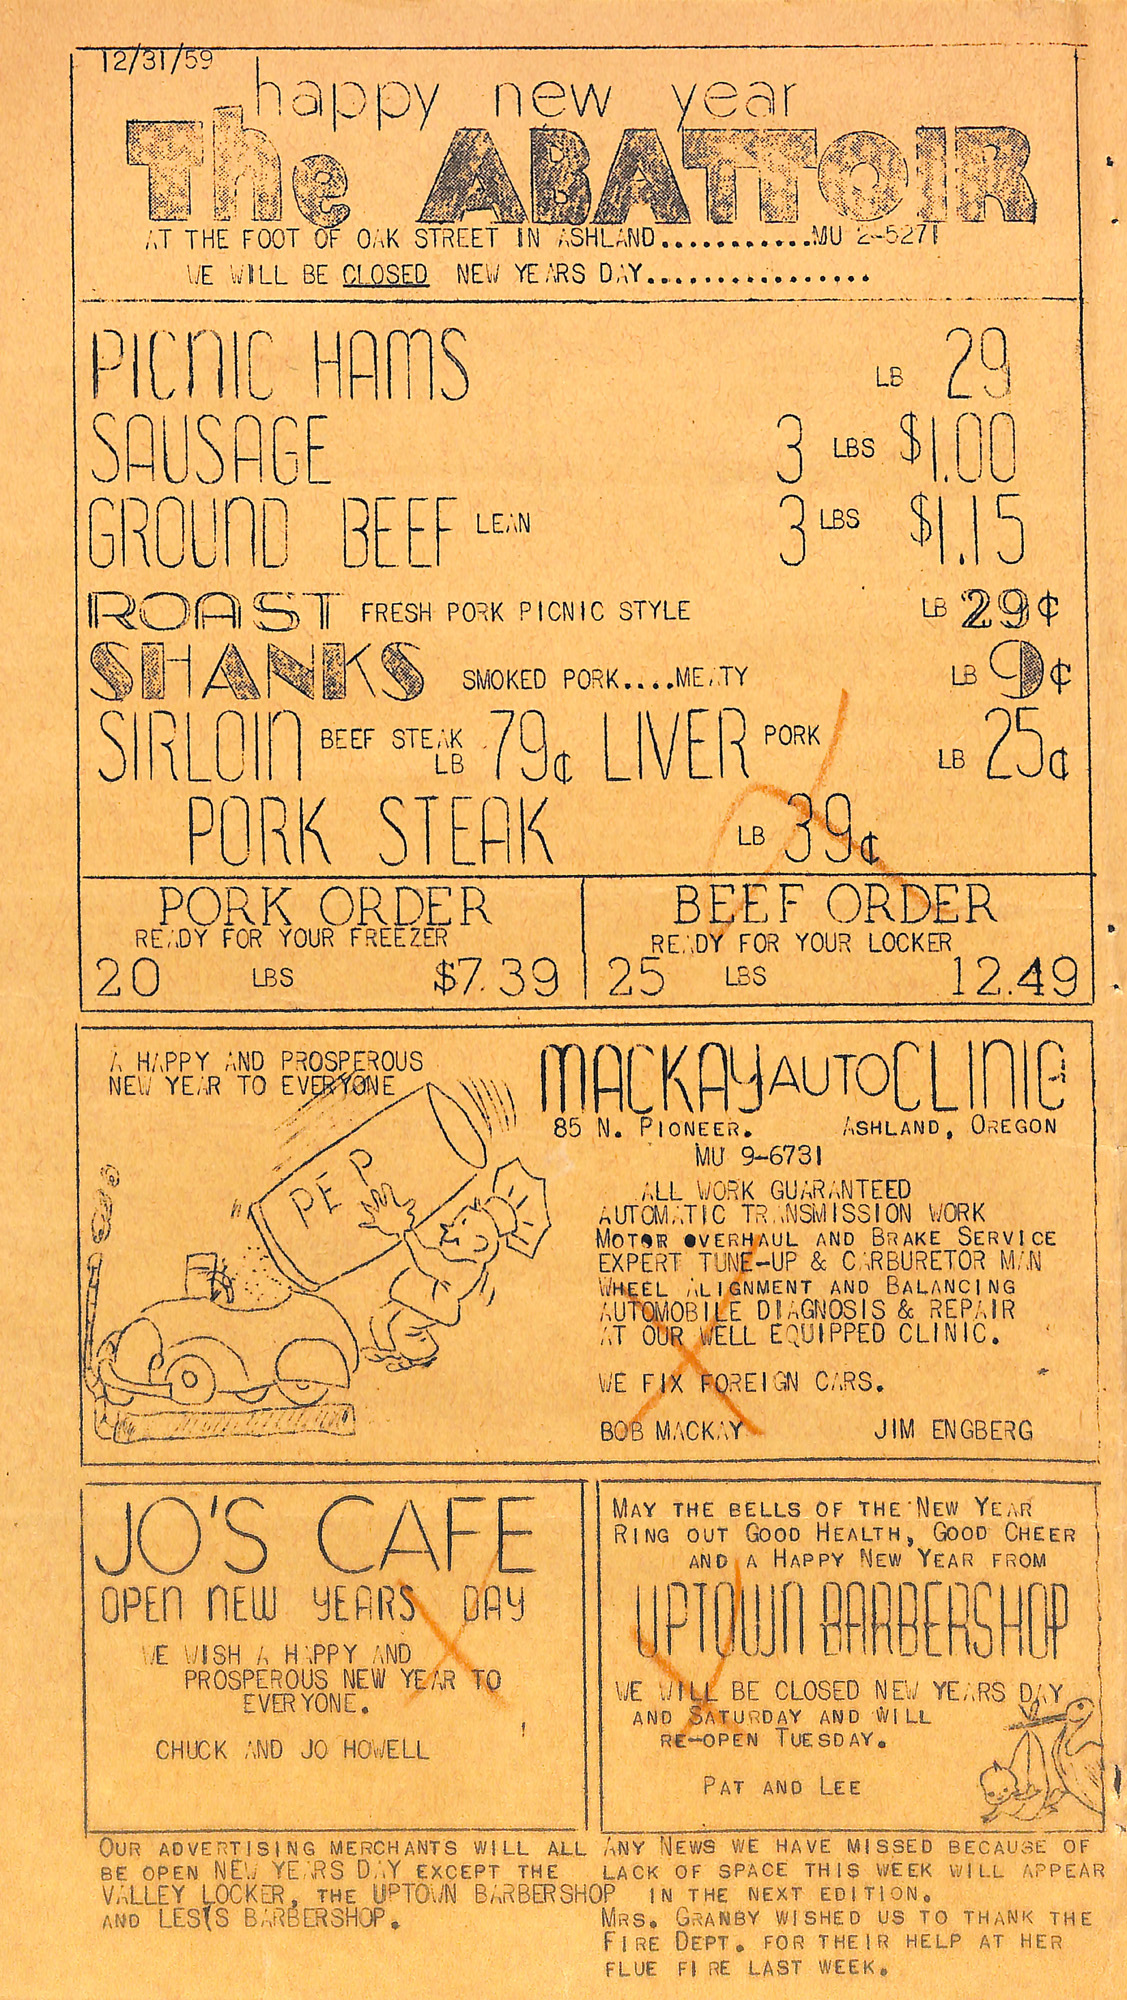 12/31/59
happy new year
The ABATTOIR
AT THE FOOT OF OAK STREET IN ASHLAND............MU 2-5271
WE WILL BE CLOSED NEW YEARS DAY................
PICNIC HAMS LB 29
SAUSAGE 3 LBS $1.00
GROUND BEEF LEAN 3 LBS $1.15
ROAST FRESH PORK PICNIC STYLE LB 29¢
SHANKS SMOKED PORK....MEATY LB 9¢
SIRLOIN BEEF STEAK LB .79¢ LIVER PORK LB 25¢
PORK STEAK LB 39¢
PORK ORDER
READY FOR YOUR FREEZER
20 LBS $7.39
BEEF ORDER
READY FOR YOUR LOCKER
25 LBS 12.49
A HAPPY AND PROSPEROUS
NEW YEAR TO EVERYONE
PEP
MACKAY AUTO CLINIC
85 N. PIONEER. ASHLAND, OREGON
MU 9-6731
ALL WORK GUARANTEED
AUTOMATIC TRANSMISSION WORK
MOTOR OVERHAUL AND BRAKE SERVICE
EXPERT TUNE-UP & CARBURETOR MAN
WHEEL ALIGNMENT AND BALANCING
AUTOMOBILE DIAGNOSIS & REPAIR
AT OUR WELL EQUIPPED CLINIC.
WE FIX FOREIGN CARS.
BOB MACKAY JIM ENGBERG
JO'S CAFE
OPEN NEW YEARS DAY
WE WISH A HAPPY AND
PROSPEROUS NEW YEAR TO
EVERYONE.
CHUCK AND JO HOWELL
MAY THE BELLS OF THE NEW YEAR
RING OUT GOOD HEALTH, GOOD CHEER
AND A HAPPY NEW YEAR FROM
UPTOWN BARBERSHOP
WE WILL BE CLOSED NEW YEARS DAY
AND SATURDAY AND WILL
RE-OPEN TUESDAY.
PAT AND LEE
OUR ADVERTISING MERCHANTS WILL ALL
BE OPEN NEW YEARS DAY EXCEPT THE
VALLEY LOCKER, THE UPTOWN BARBERSHOP
AND LES'S BARBERSHOP.
ANY NEWS WE HAVE MISSED BECAUSE OF
LACK OF SPACE THIS WEEK WILL APPEAR
IN THE NEXT EDITION.
MRS. GRANBY WISHED US TO THANK THE
FIRE DEPT. FOR THEIR HELP AT HER
FLUE FIRE LAST WEEK.